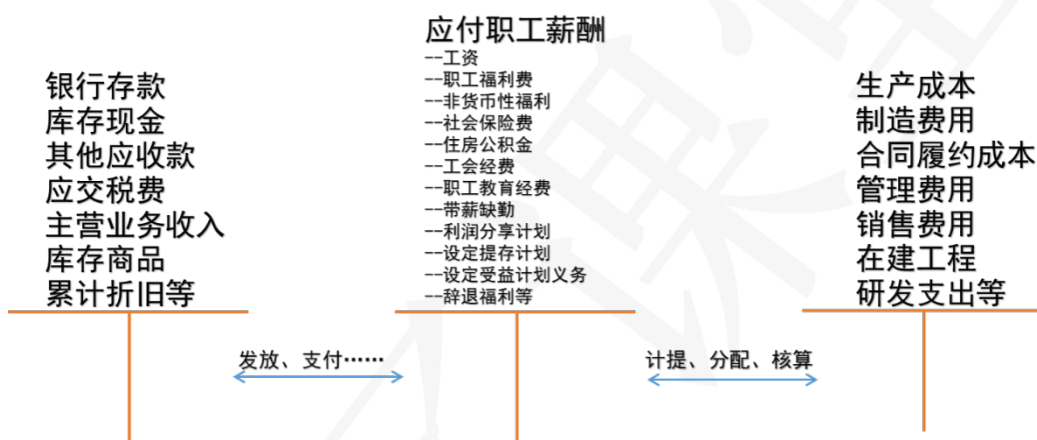 银行存款
库存现金
其他应收款
应交税费
主营业务收入
库存商品
累计折旧等
应付职工薪酬
--工资
--职工福利费
--非货币性福利
--社会保险费
--住房公积金
--工会经费
--职工教育经费
--带薪缺勤
--利润分享计划
--设定提存计划
--设定受益计划义务
--辞退福利等
生产成本
制造费用
合同履约成本
管理费用
销售费用
在建工程
研发支出等
发放、支付……
计提、分配、核算